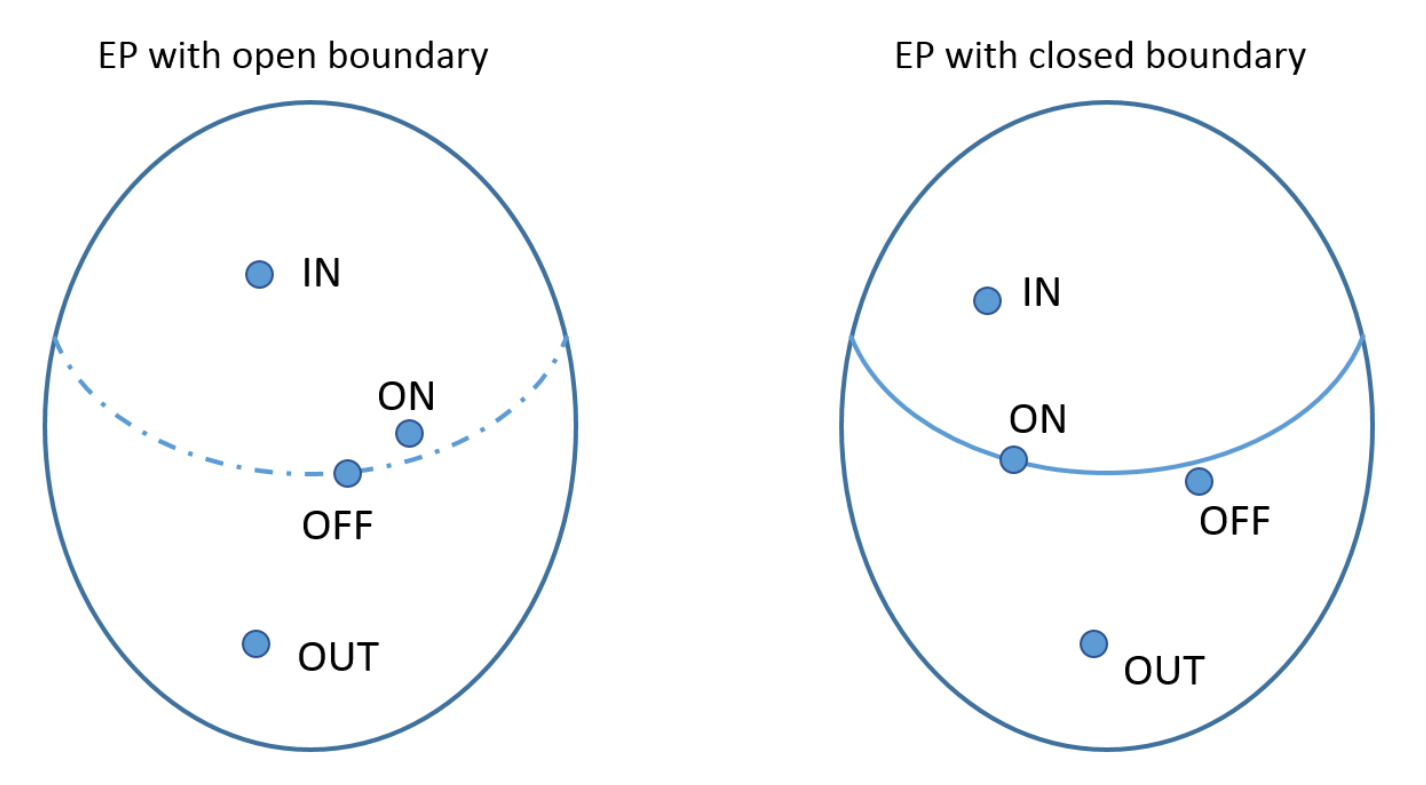 EP with open boundary
EP with closed boundary
IN
IN
ON
ON
OFF
OFF
OUT
OUT